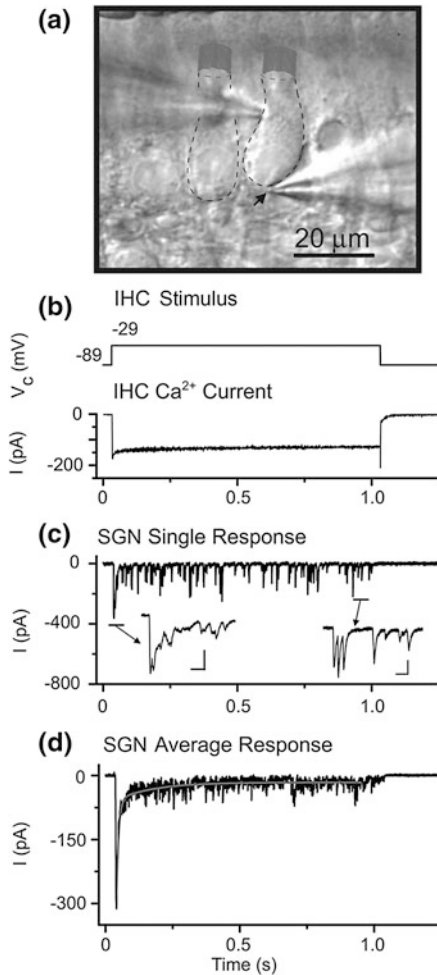 (a)
20 μm
(b)
IHC Stimulus
-29
-89
V_C (mV)
IHC Ca²⁺ Current
0
-200
I (pA)
0
0.5
1.0
(c)
SGN Single Response
0
-400
-800
I (pA)
0
0.5
1.0
(d)
SGN Average Response
0
-150
-300
I (pA)
0
0.5
1.0
Time (s)